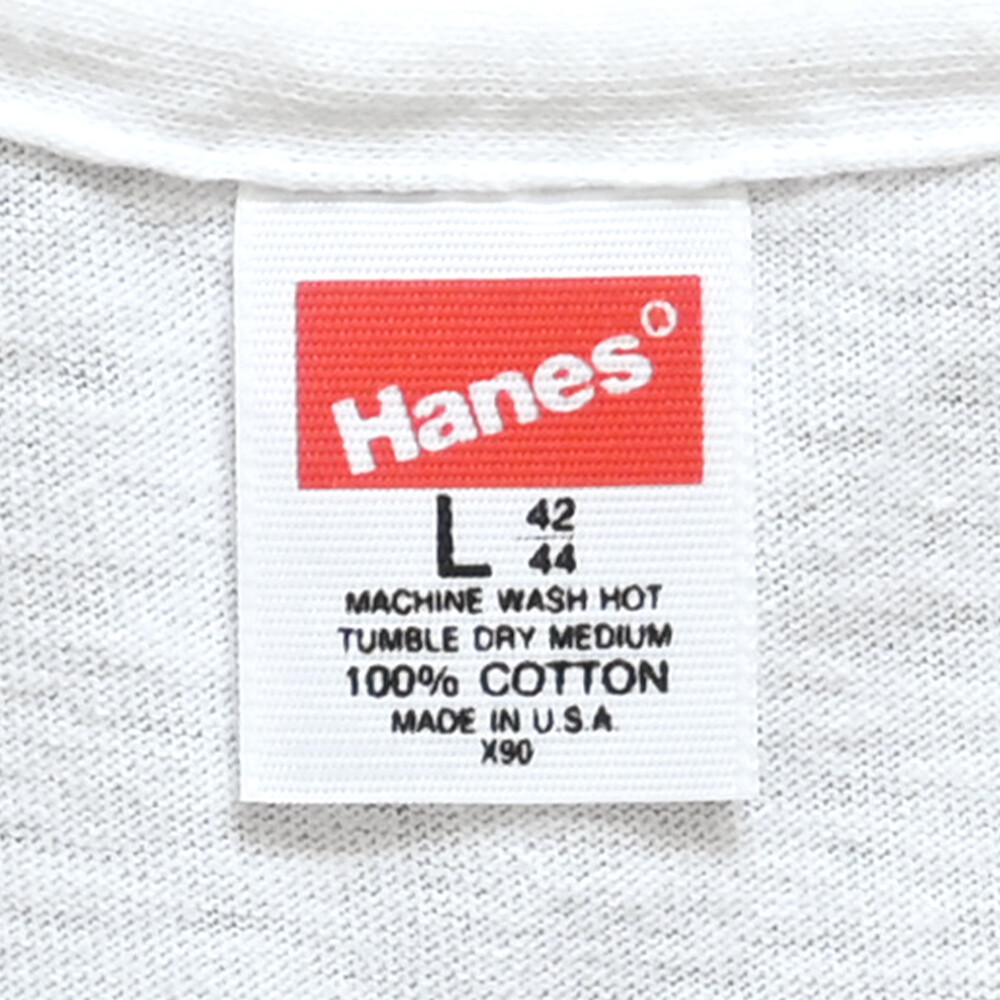 Hanes
L 42
44
MACHINE WASH HOT
TUMBLE DRY MEDIUM
100% COTTON
MADE IN U.S.A.
X90